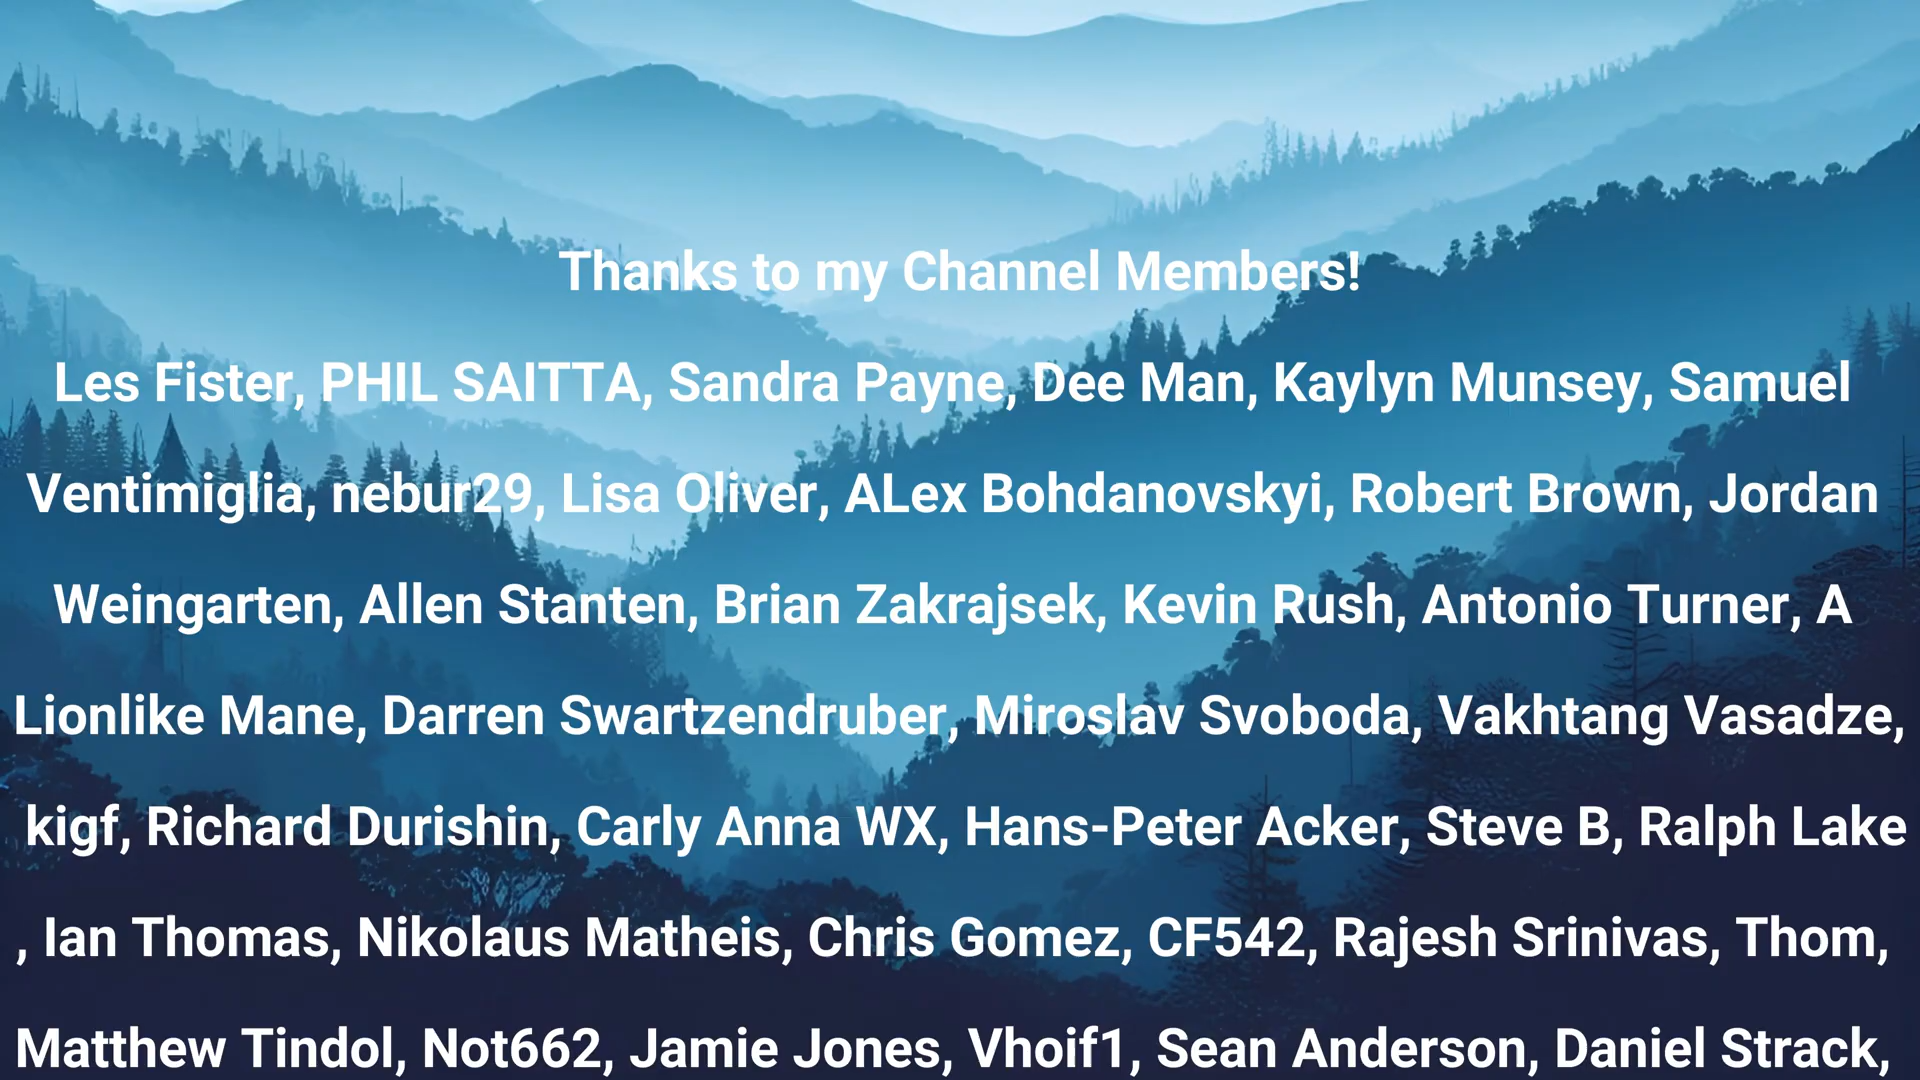 Thanks to my Channel Members!
Les Fister, PHIL SAITTA, Sandra Payne, Dee Man, Kaylyn Munsey, Samuel
Ventimiglia, nebur29, Lisa Oliver, ALex Bohdanovskyi, Robert Brown, Jordan
Weingarten, Allen Stanten, Brian Zakrajsek, Kevin Rush, Antonio Turner, A
Lionlike Mane, Darren Swartzendruber, Miroslav Svoboda, Vakhtang Vasadze,
kigf, Richard Durishin, Carly Anna WX, Hans-Peter Acker, Steve B, Ralph Lake
, Ian Thomas, Nikolaus Matheis, Chris Gomez, CF542, Rajesh Srinivas, Thom,
Matthew Tindol, Not662, Jamie Jones, Vhoif1, Sean Anderson, Daniel Strack,